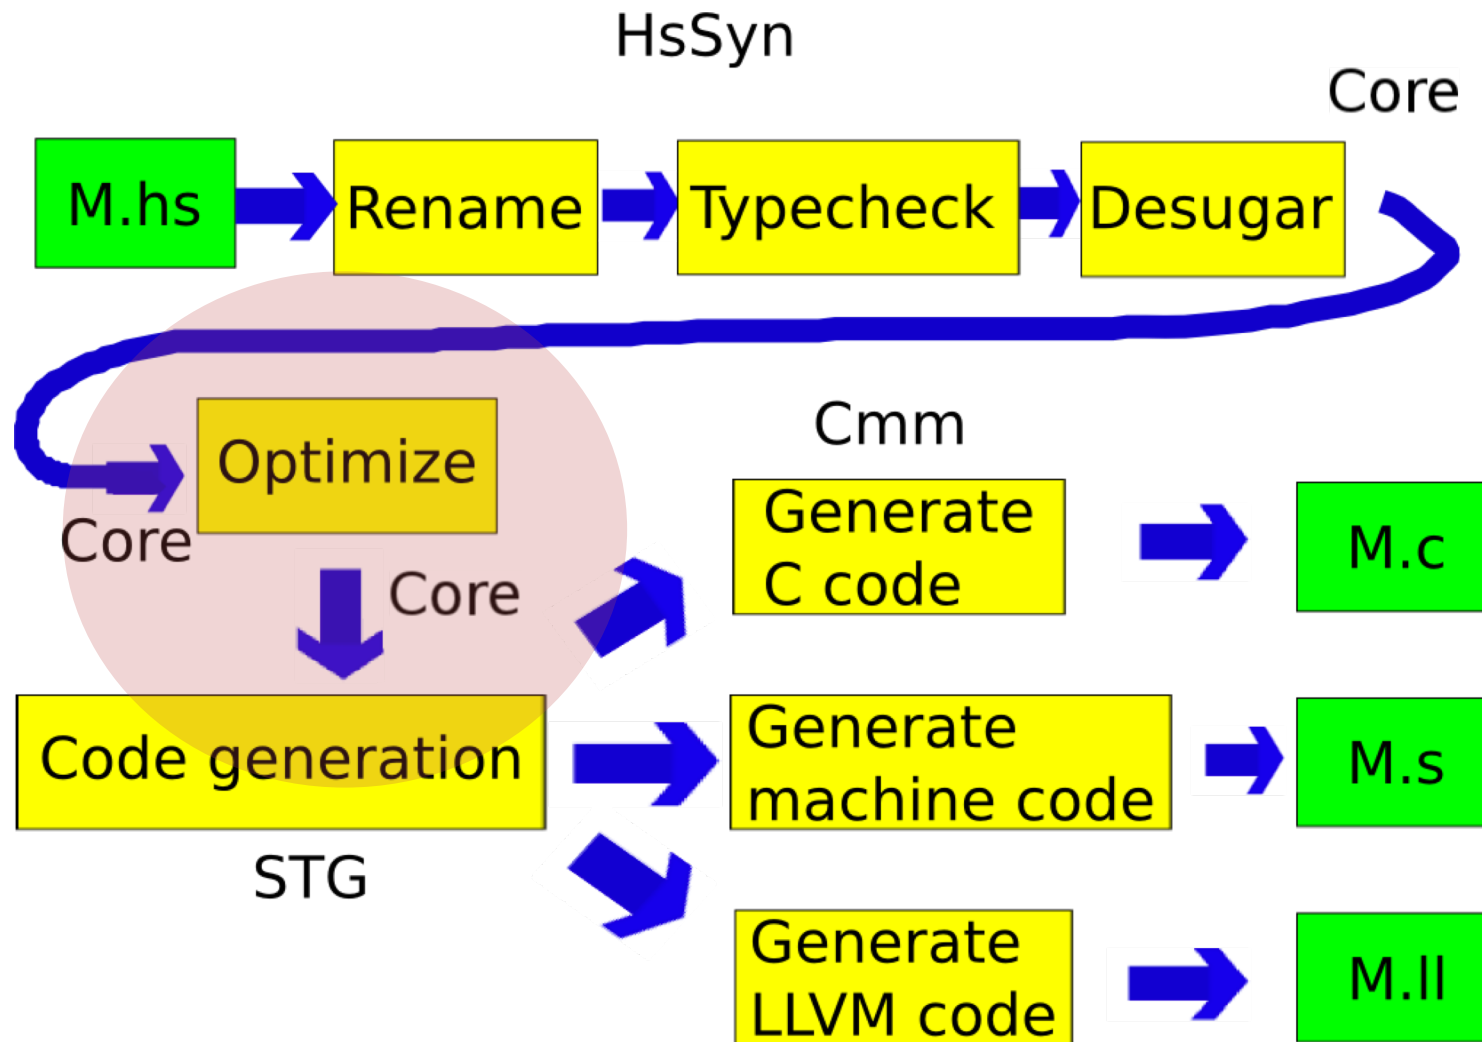 HsSyn
Core
M.hs
Rename
Typecheck
Desugar
Optimize
Core
Core
Cmm
Generate
C code
M.c
Code generation
STG
Generate
machine code
M.s
Generate
LLVM code
M.ll